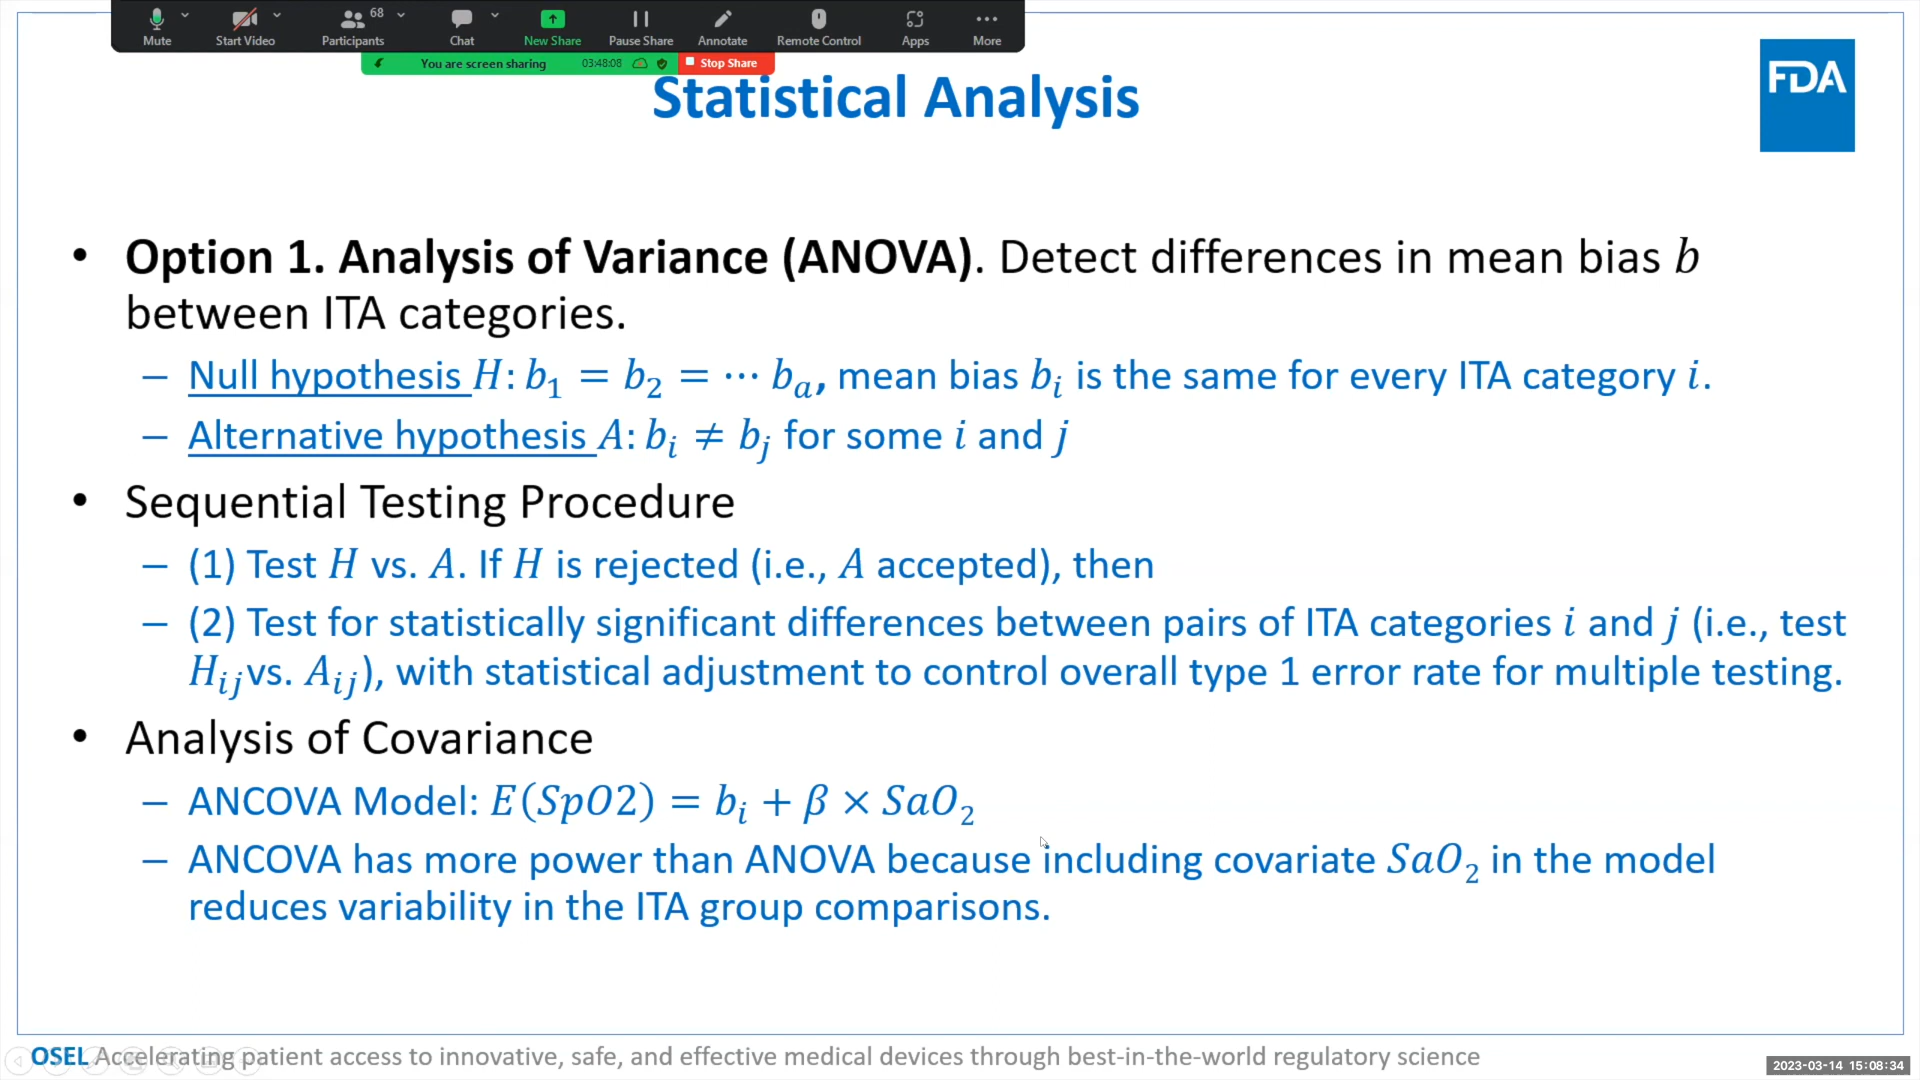 Mute
Start Video
68
Participants
Chat
New Share
Pause Share
Annotate
Remote Control
Apps
More
You are screen sharing 03:48:08 Stop Share
FDA
Statistical Analysis
• Option 1. Analysis of Variance (ANOVA). Detect differences in mean bias b
between ITA categories.
– Null hypothesis H: b₁ = b₂ = ⋯ bₐ, mean bias bᵢ is the same for every ITA category i.
– Alternative hypothesis A: bᵢ ≠ bⱼ for some i and j
• Sequential Testing Procedure
– (1) Test H vs. A. If H is rejected (i.e., A accepted), then
– (2) Test for statistically significant differences between pairs of ITA categories i and j (i.e., test
Hᵢⱼvs. Aᵢⱼ), with statistical adjustment to control overall type 1 error rate for multiple testing.
• Analysis of Covariance
– ANCOVA Model: E(SpO2) = bᵢ + β × SaO₂
– ANCOVA has more power than ANOVA because including covariate SaO₂ in the model
reduces variability in the ITA group comparisons.
OSEL Accelerating patient access to innovative, safe, and effective medical devices through best-in-the-world regulatory science
2023-03-14 15:08:34